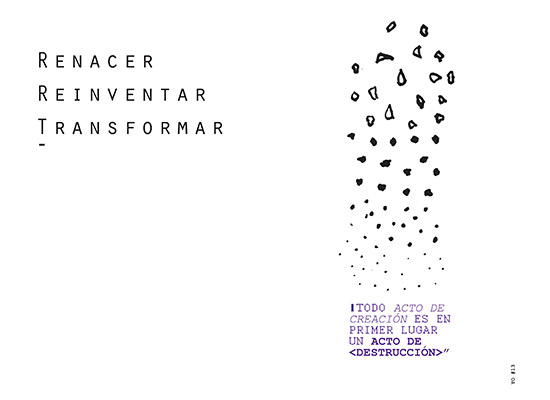 RENACER
REINVENTAR
TRANSFORMAR
-
|TODO ACTO DE
CREACIÓN ES EN
PRIMER LUGAR
UN ACTO DE
<DESTRUCCIÓN>”
YO #13